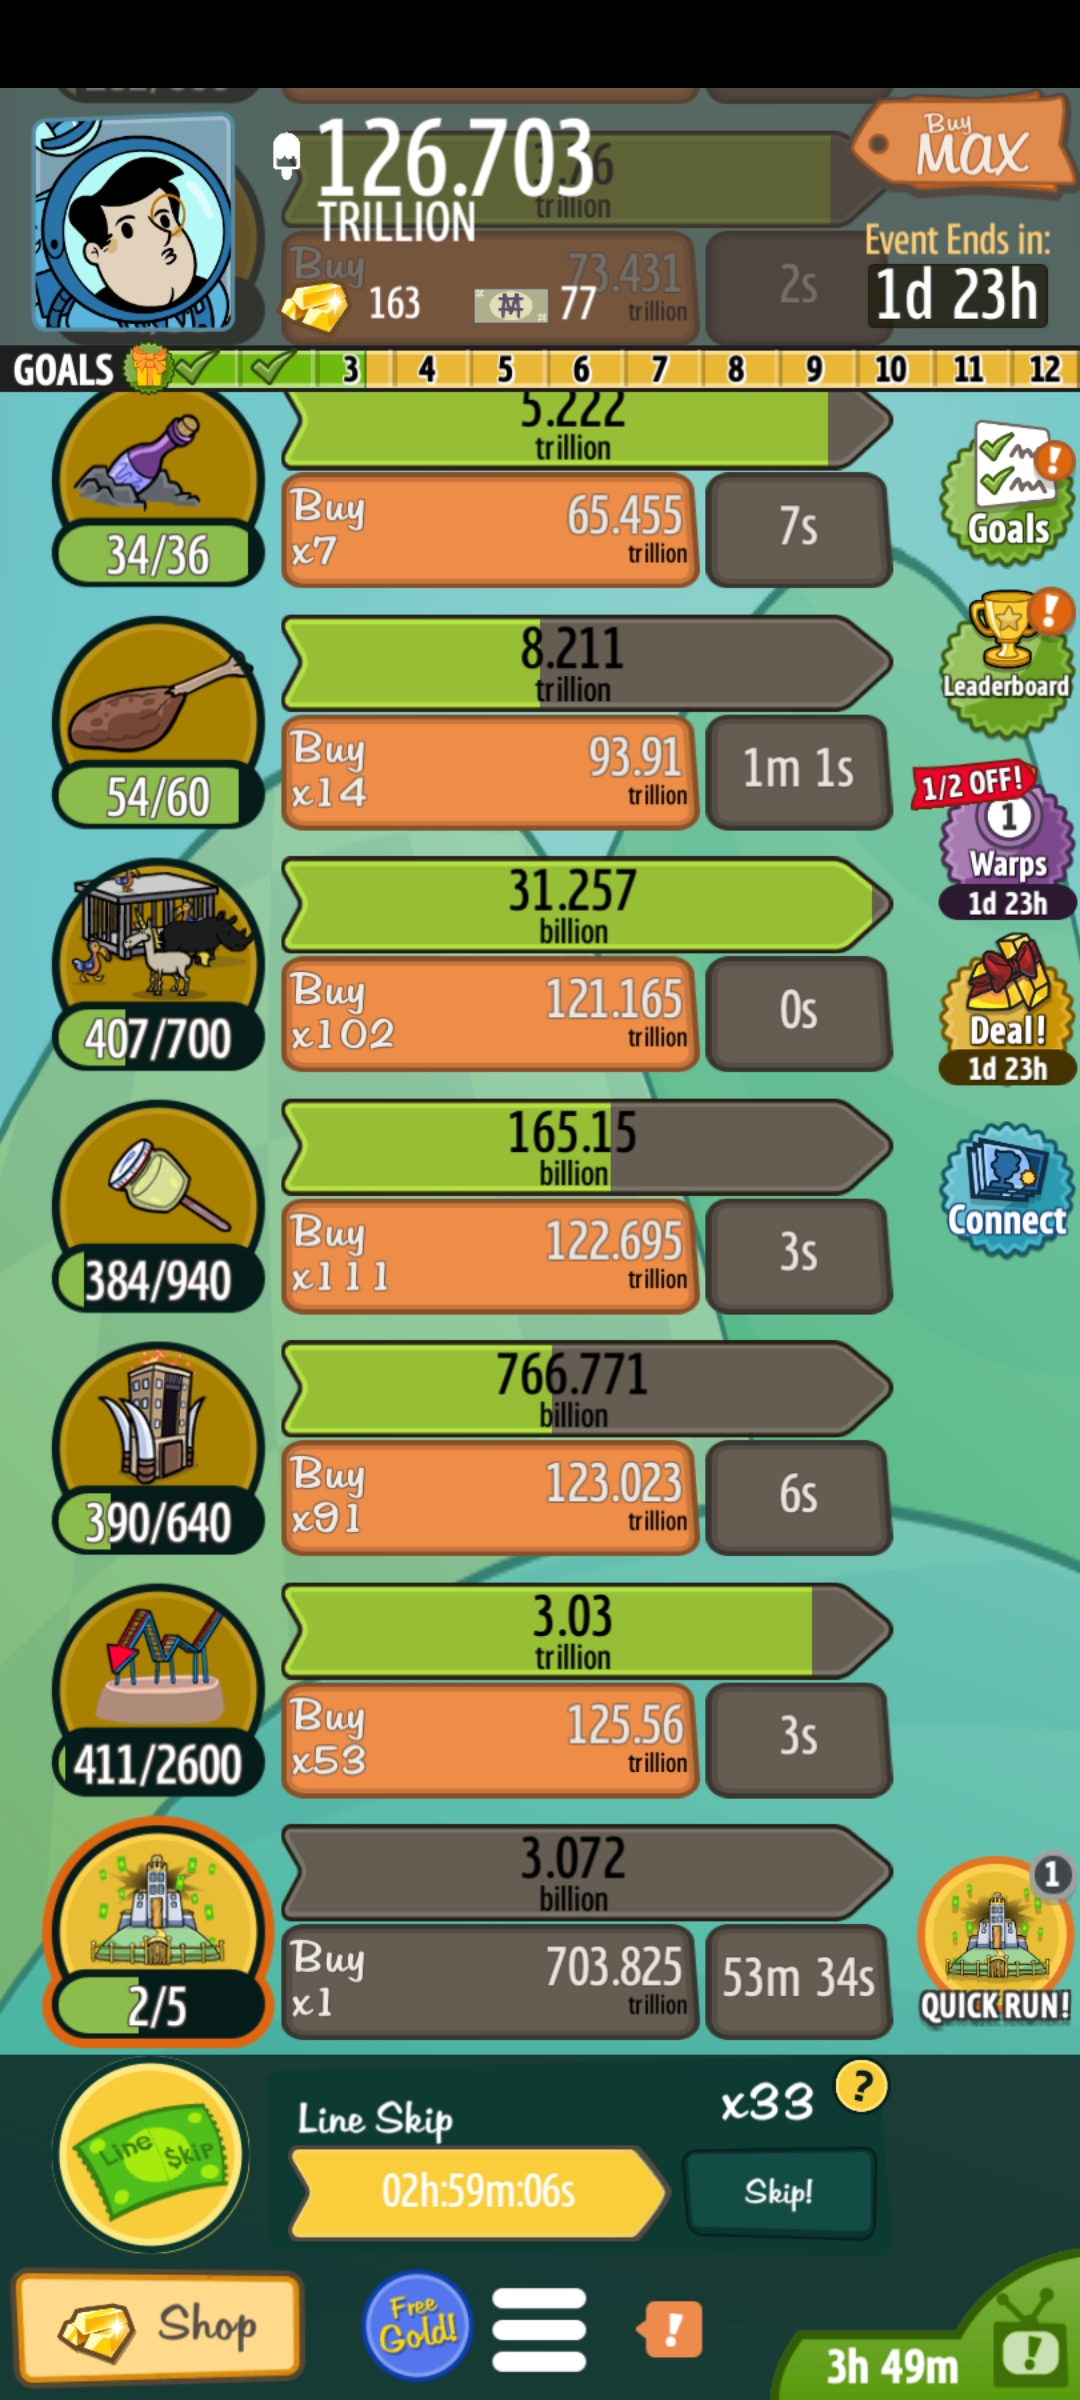 126.703
TRILLION
Buy
MAX
trillion
Event Ends in:
1d 23h
Buy
73.431
trillion
2s
163
77
GOALS
3
4
5
6
7
8
9
10
11
12
5.222
trillion
34/36
Buy
x7
65.455
trillion
7s
Goals
8.211
trillion
54/60
Buy
x14
93.91
trillion
1m 1s
Leaderboard
1/2 OFF!
1
Warps
1d 23h
31.257
billion
407/700
Buy
x102
121.165
trillion
0s
Deal!
1d 23h
165.15
billion
384/940
Buy
x111
122.695
trillion
3s
Connect
766.771
billion
390/640
Buy
x91
123.023
trillion
6s
3.03
trillion
411/2600
Buy
x53
125.56
trillion
3s
3.072
billion
2/5
Buy
x1
703.825
trillion
53m 34s
1
QUICK RUN!
Line Skip
Line Skip
x33
?
02h:59m:06s
Skip!
Shop
Free
Gold!
!
3h 49m
!